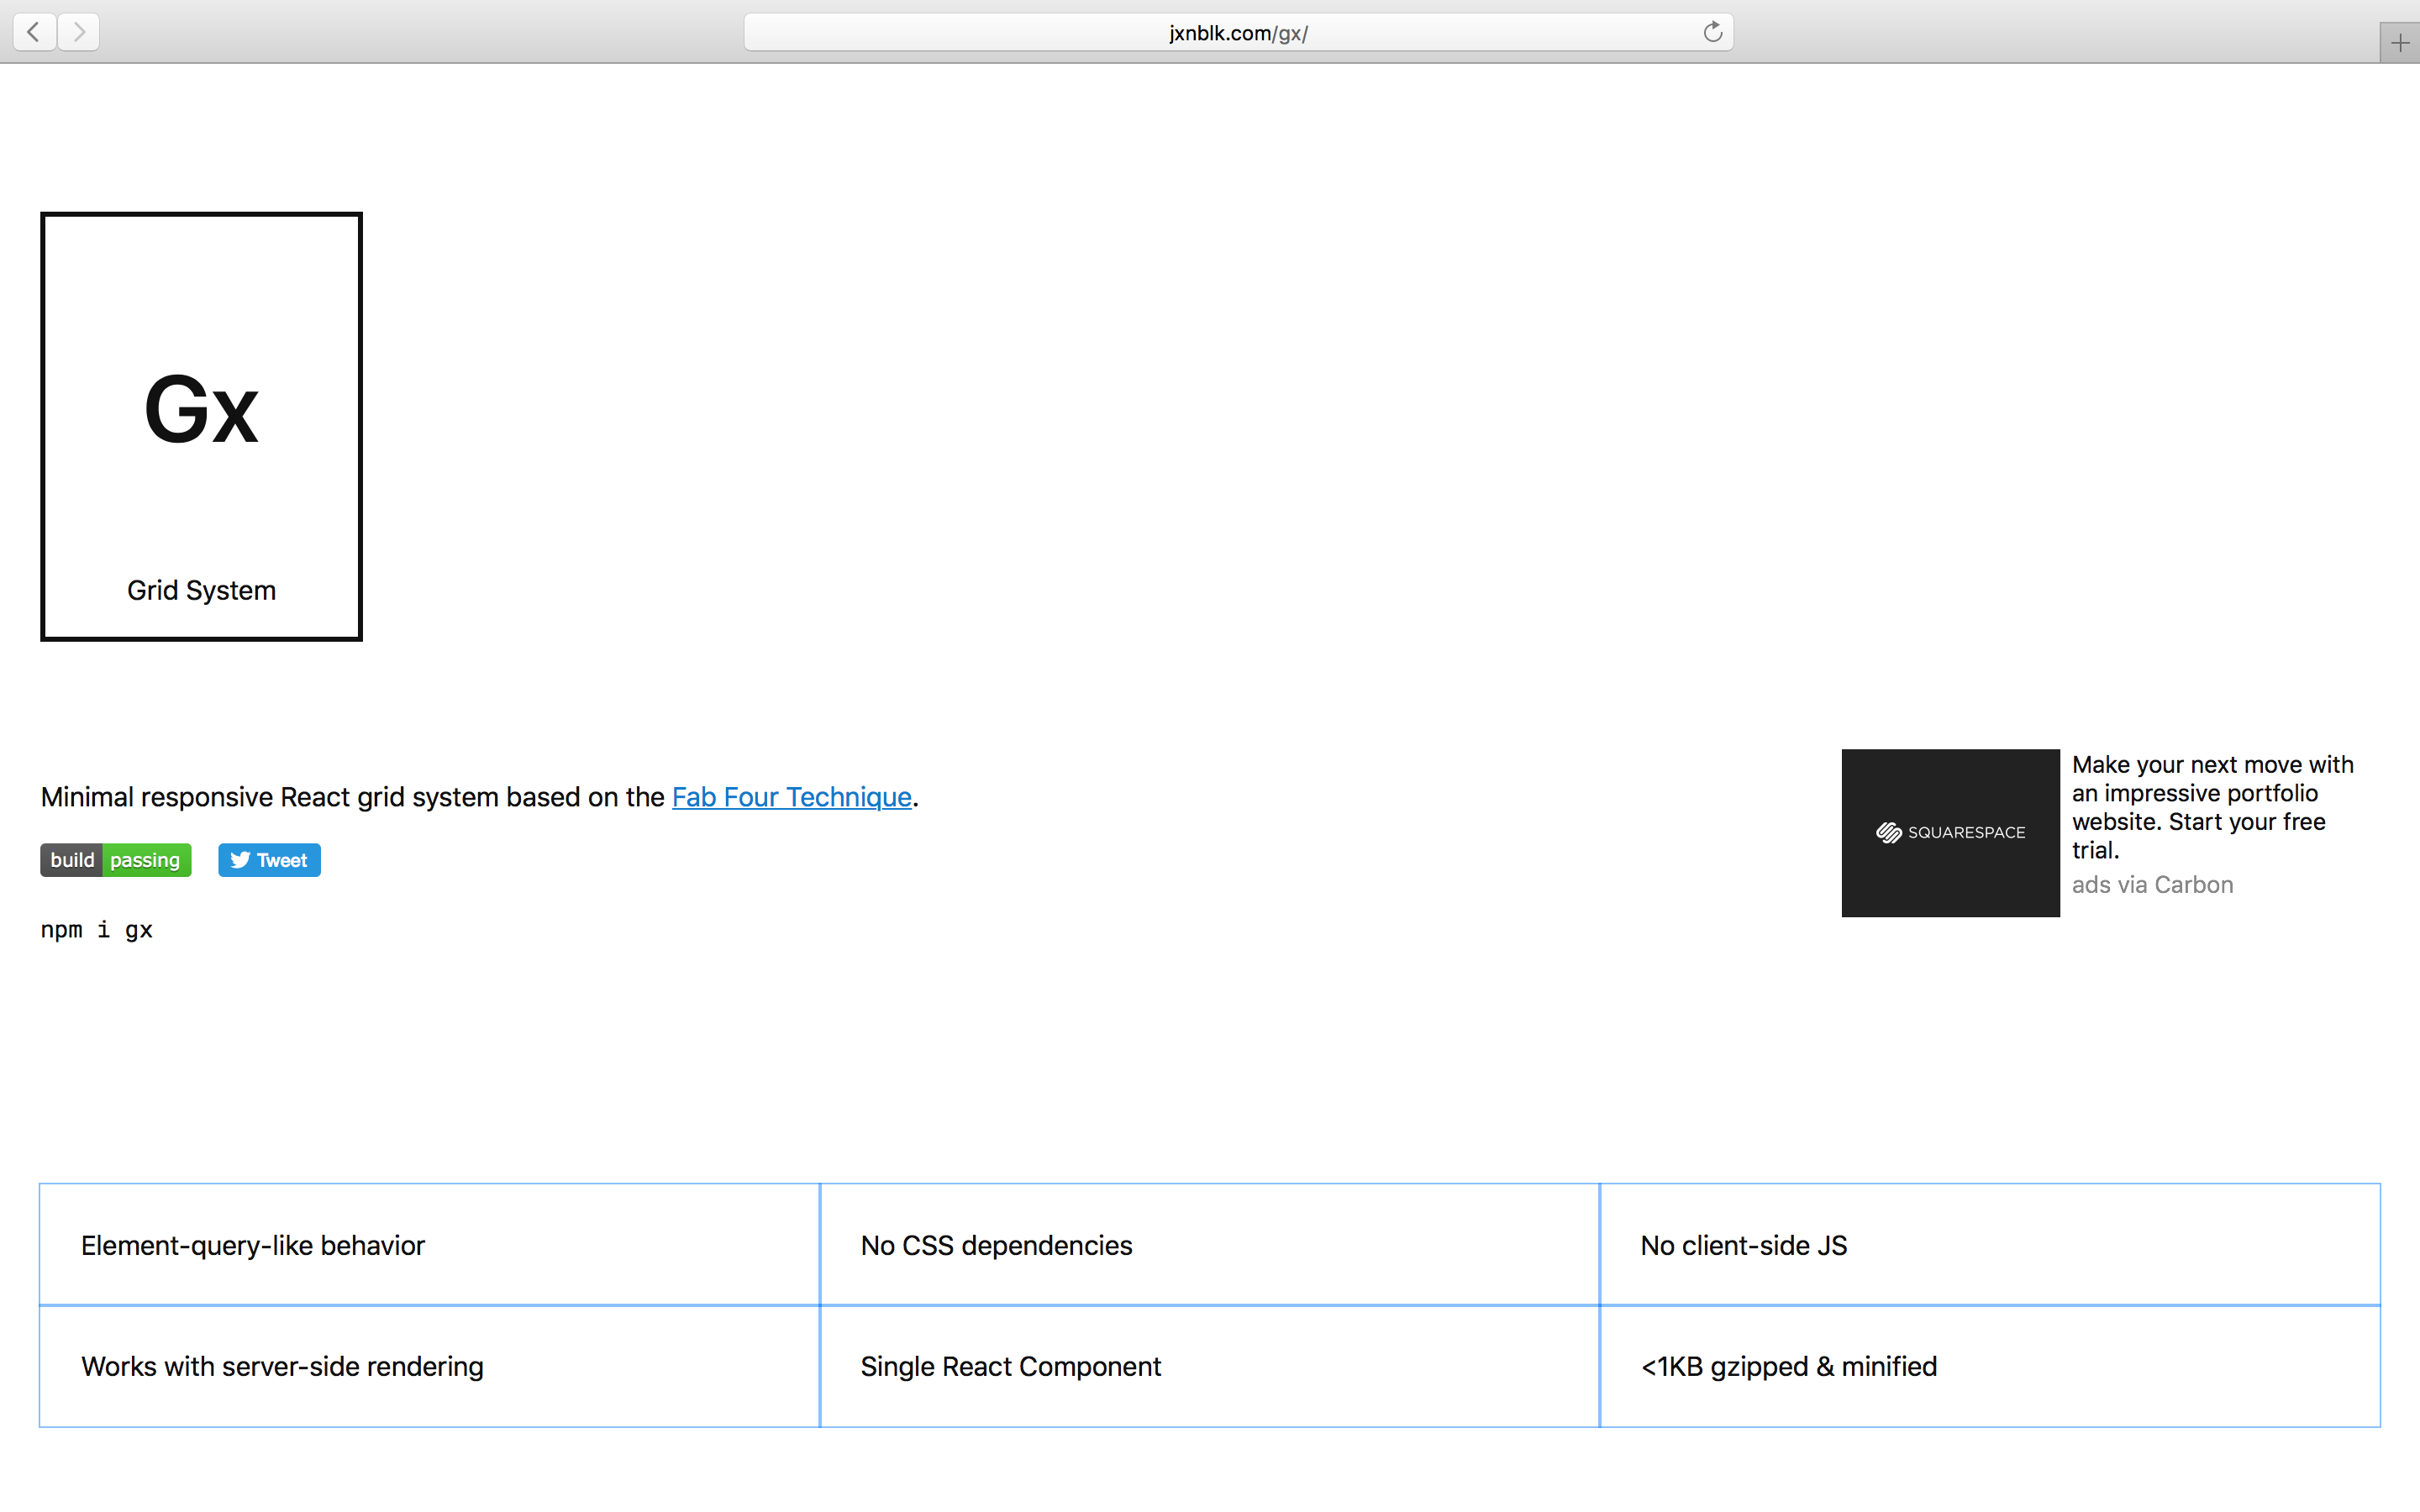 jxnblk.com/gx/
Gx
Grid System
Minimal responsive React grid system based on the Fab Four Technique.
build passing
Tweet
npm i gx
SQUARESPACE
Make your next move with
an impressive portfolio
website. Start your free
trial.
ads via Carbon
Element-query-like behavior
No CSS dependencies
No client-side JS
Works with server-side rendering
Single React Component
<1KB gzipped & minified